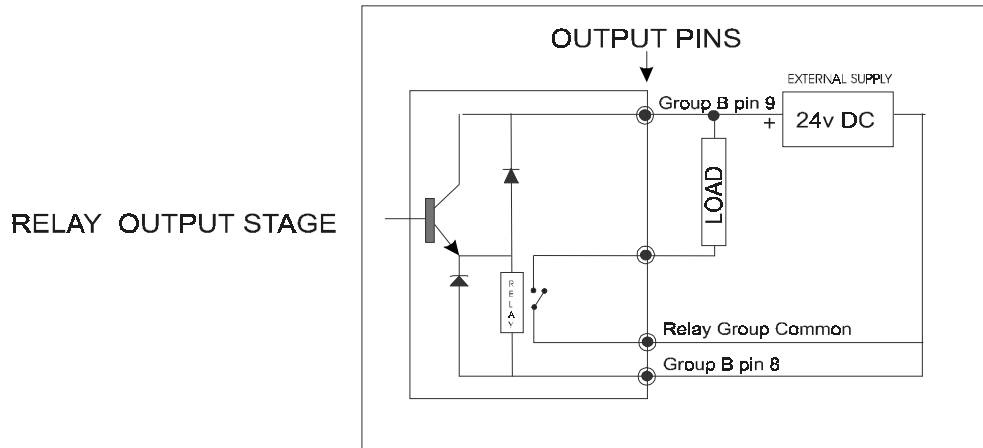 OUTPUT PINS
EXTERNAL SUPPLY
Group B pin 9
+
24v DC
LOAD
RELAY OUTPUT STAGE
RELAY
Relay Group Common
Group B pin 8